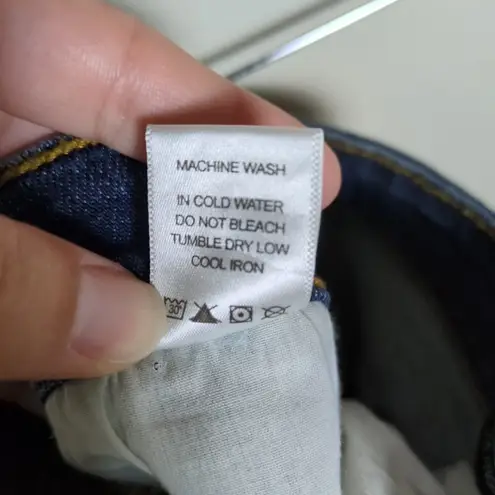 MACHINE WASH
IN COLD WATER
DO NOT BLEACH
TUMBLE DRY LOW
COOL IRON
30°